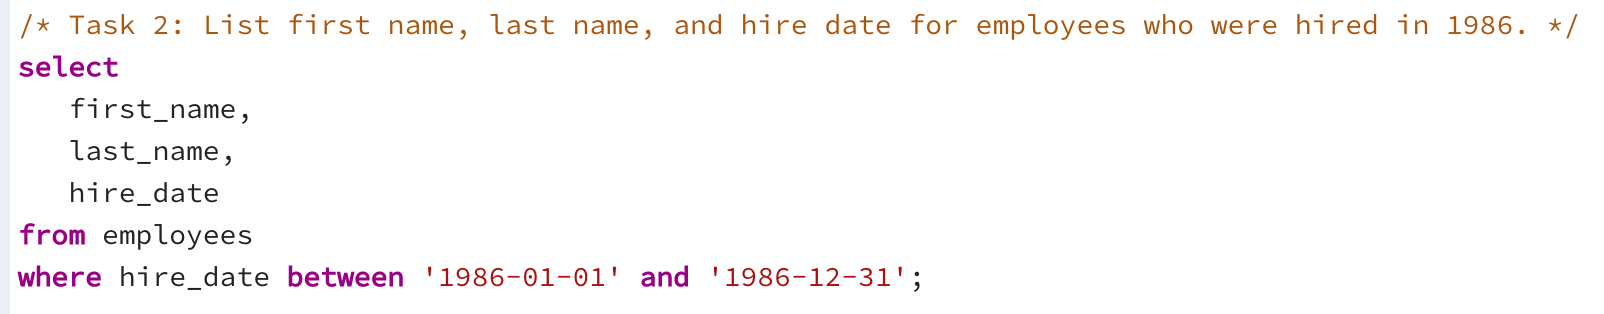 /* Task 2: List first name, last name, and hire date for employees who were hired in 1986. */
select
   first_name,
   last_name,
   hire_date
from employees
where hire_date between '1986-01-01' and '1986-12-31';